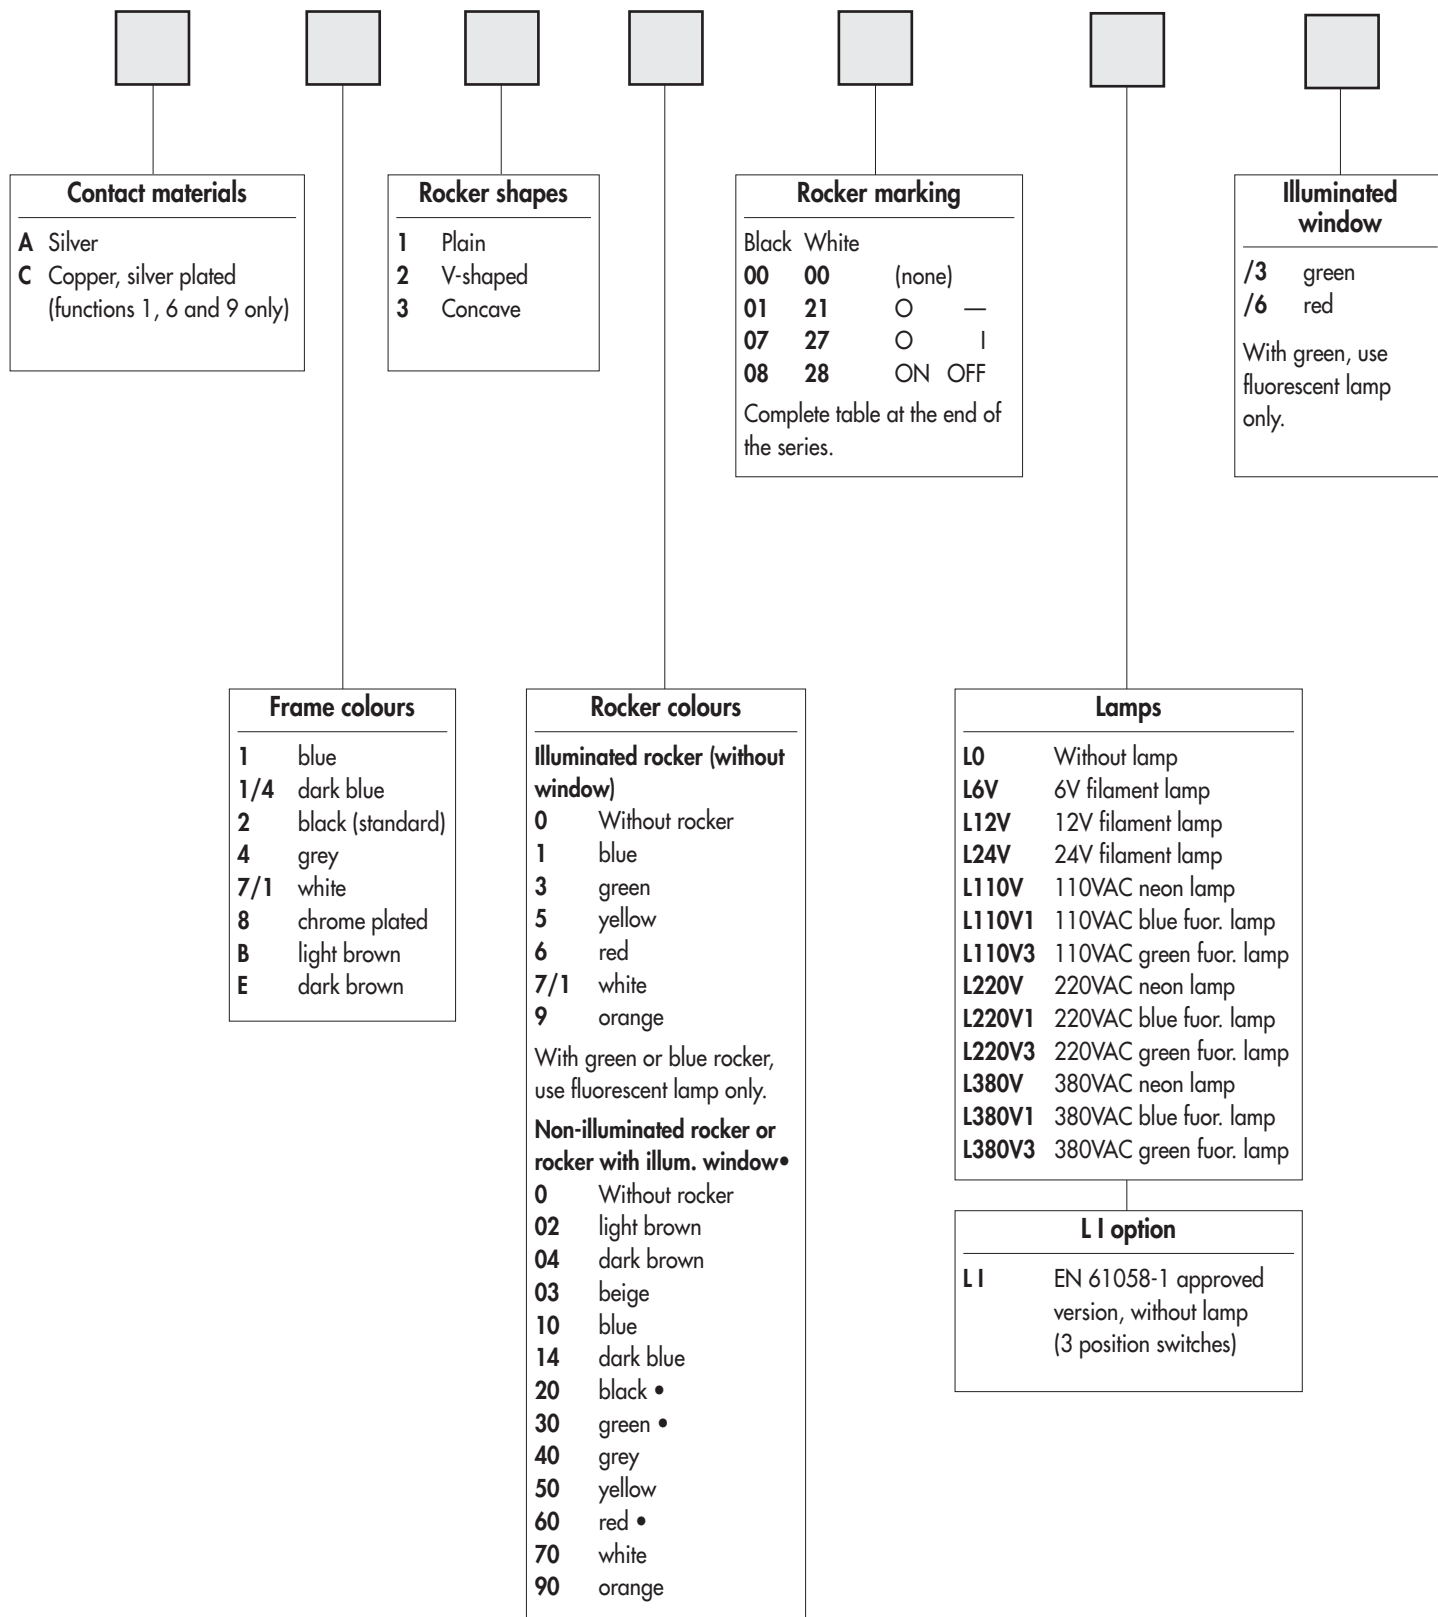 Contact materials
A Silver
C Copper, silver plated
(functions 1, 6 and 9 only)
Rocker shapes
1 Plain
2 V-shaped
3 Concave
Rocker marking
Black White
00 00 (none)
01 21 O —
07 27 O I
08 28 ON OFF
Complete table at the end of
the series.
Illuminated
window
/3 green
/6 red
With green, use
fluorescent lamp
only.
Frame colours
1 blue
1/4 dark blue
2 black (standard)
4 grey
7/1 white
8 chrome plated
B light brown
E dark brown
Rocker colours
Illuminated rocker (without
window)
0 Without rocker
1 blue
3 green
5 yellow
6 red
7/1 white
9 orange
With green or blue rocker,
use fluorescent lamp only.
Non-illuminated rocker or
rocker with illum. window•
0 Without rocker
02 light brown
04 dark brown
03 beige
10 blue
14 dark blue
20 black •
30 green •
40 grey
50 yellow
60 red •
70 white
90 orange
Lamps
L0 Without lamp
L6V 6V filament lamp
L12V 12V filament lamp
L24V 24V filament lamp
L110V 110VAC neon lamp
L110V1 110VAC blue fuor. lamp
L110V3 110VAC green fuor. lamp
L220V 220VAC neon lamp
L220V1 220VAC blue fuor. lamp
L220V3 220VAC green fuor. lamp
L380V 380VAC neon lamp
L380V1 380VAC blue fuor. lamp
L380V3 380VAC green fuor. lamp
L I option
L I EN 61058-1 approved
version, without lamp
(3 position switches)